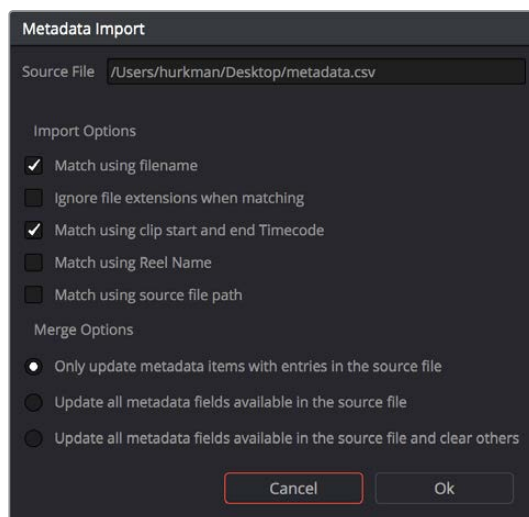 Metadata Import
Source File /Users/hurkman/Desktop/metadata.csv
Import Options
Match using filename
Ignore file extensions when matching
Match using clip start and end Timecode
Match using Reel Name
Match using source file path
Merge Options
Only update metadata items with entries in the source file
Update all metadata fields available in the source file
Update all metadata fields available in the source file and clear others
Cancel Ok